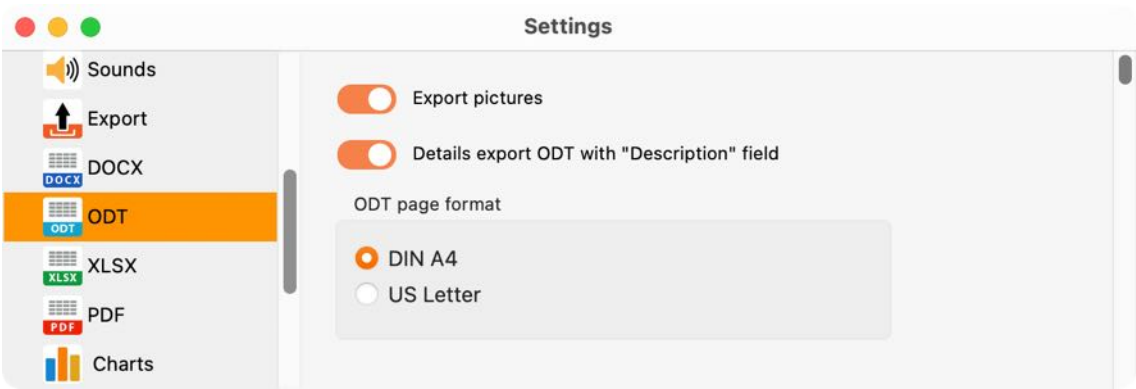 Settings
Sounds
Export
DOCX
DOCX
ODT
ODT
XLSX
XLSX
PDF
PDF
Charts
Export pictures
Details export ODT with "Description" field
ODT page format
DIN A4
US Letter